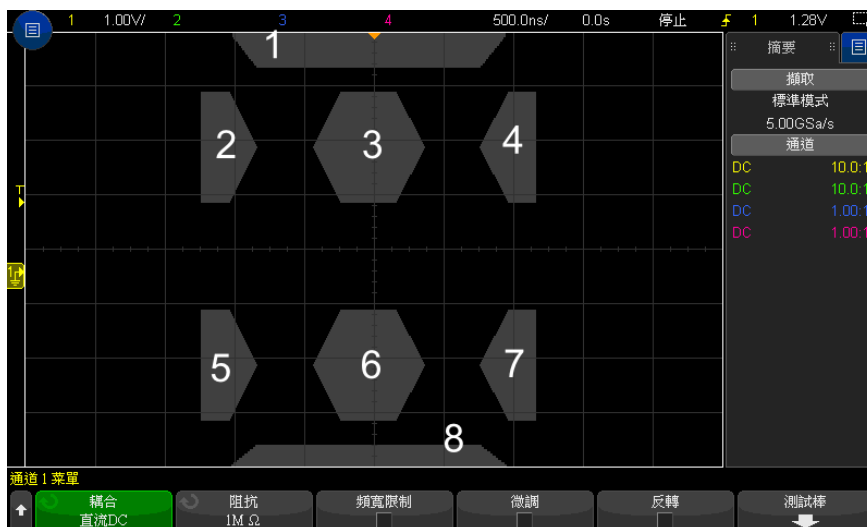 1 1.00V/ 2 3 4 500.0ns/ 0.0s 停止 1 1.28V
摘要
擷取
標準模式
5.00GSa/s
通道
DC 10.0:1
DC 10.0:1
DC 1.00:1
DC 1.00:1
1
2 3 4
T
1
5 6 7
8
通道 1 菜單
耦合 阻抗 頻寬限制 微調 反轉 測試棒
直流DC 1M Ω